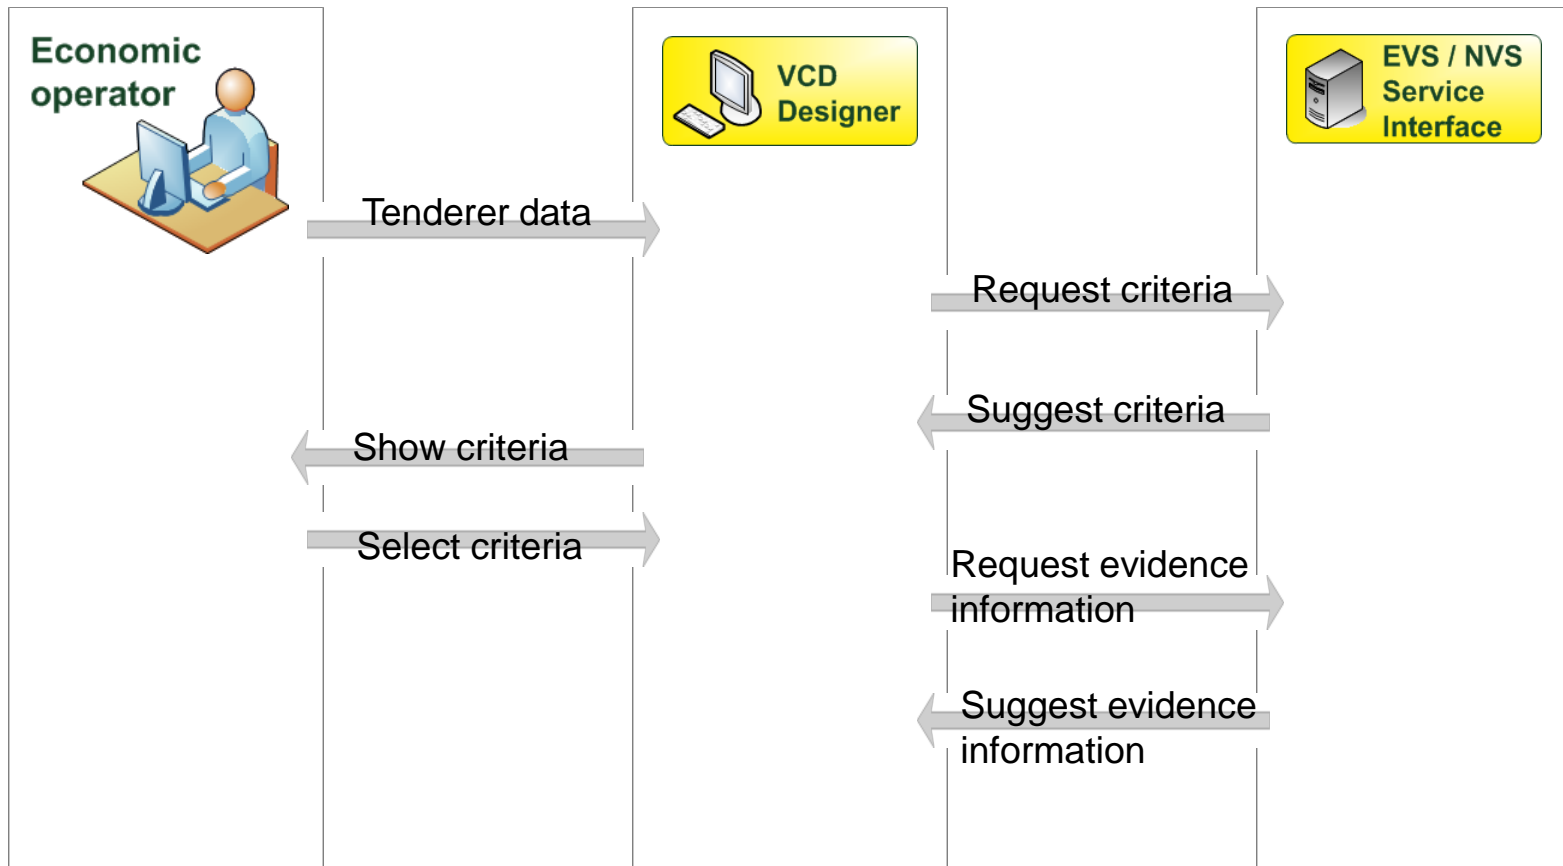 Economic
operator
VCD
Designer
EVS / NVS
Service
Interface
Tenderer data
Request criteria
Suggest criteria
Show criteria
Select criteria
Request evidence
information
Suggest evidence
information